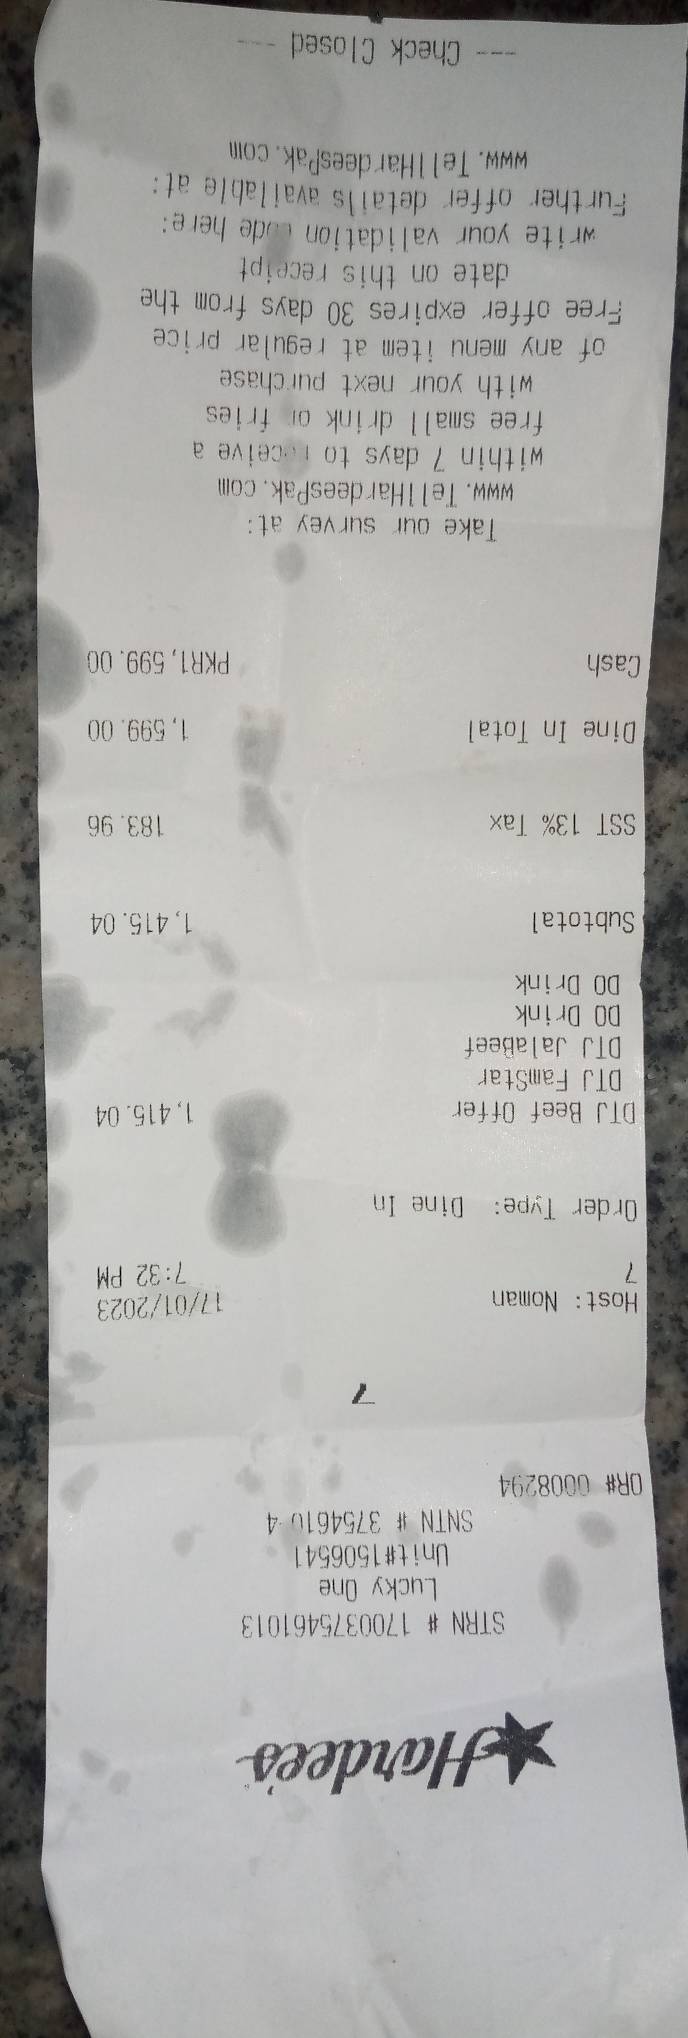 Hardee's
STRN # 1700375461013
Lucky One
Unit#1506541
SNTN # 3754610-4
OR# 0008294
7
Host: Noman 17/01/2023
7 7:32 PM
Order Type: Dine In
DTJ Beef Offer 1,415.04
DTJ FamStar
DTJ JalaBeef
DO Drink
DO Drink
Subtotal 1,415.04
SST 13% Tax 183.96
Dine In Total 1,599.00
Cash PKR1,599.00
Take our survey at:
www.TellHardeesPak.com
within 7 days to receive a
free small drink or fries
with your next purchase
of any menu item at regular price
Free offer expires 30 days from the
date on this receipt
write your validation code here:
Further offer details available at:
www.TellHardeesPak.com
--- Check Closed ---